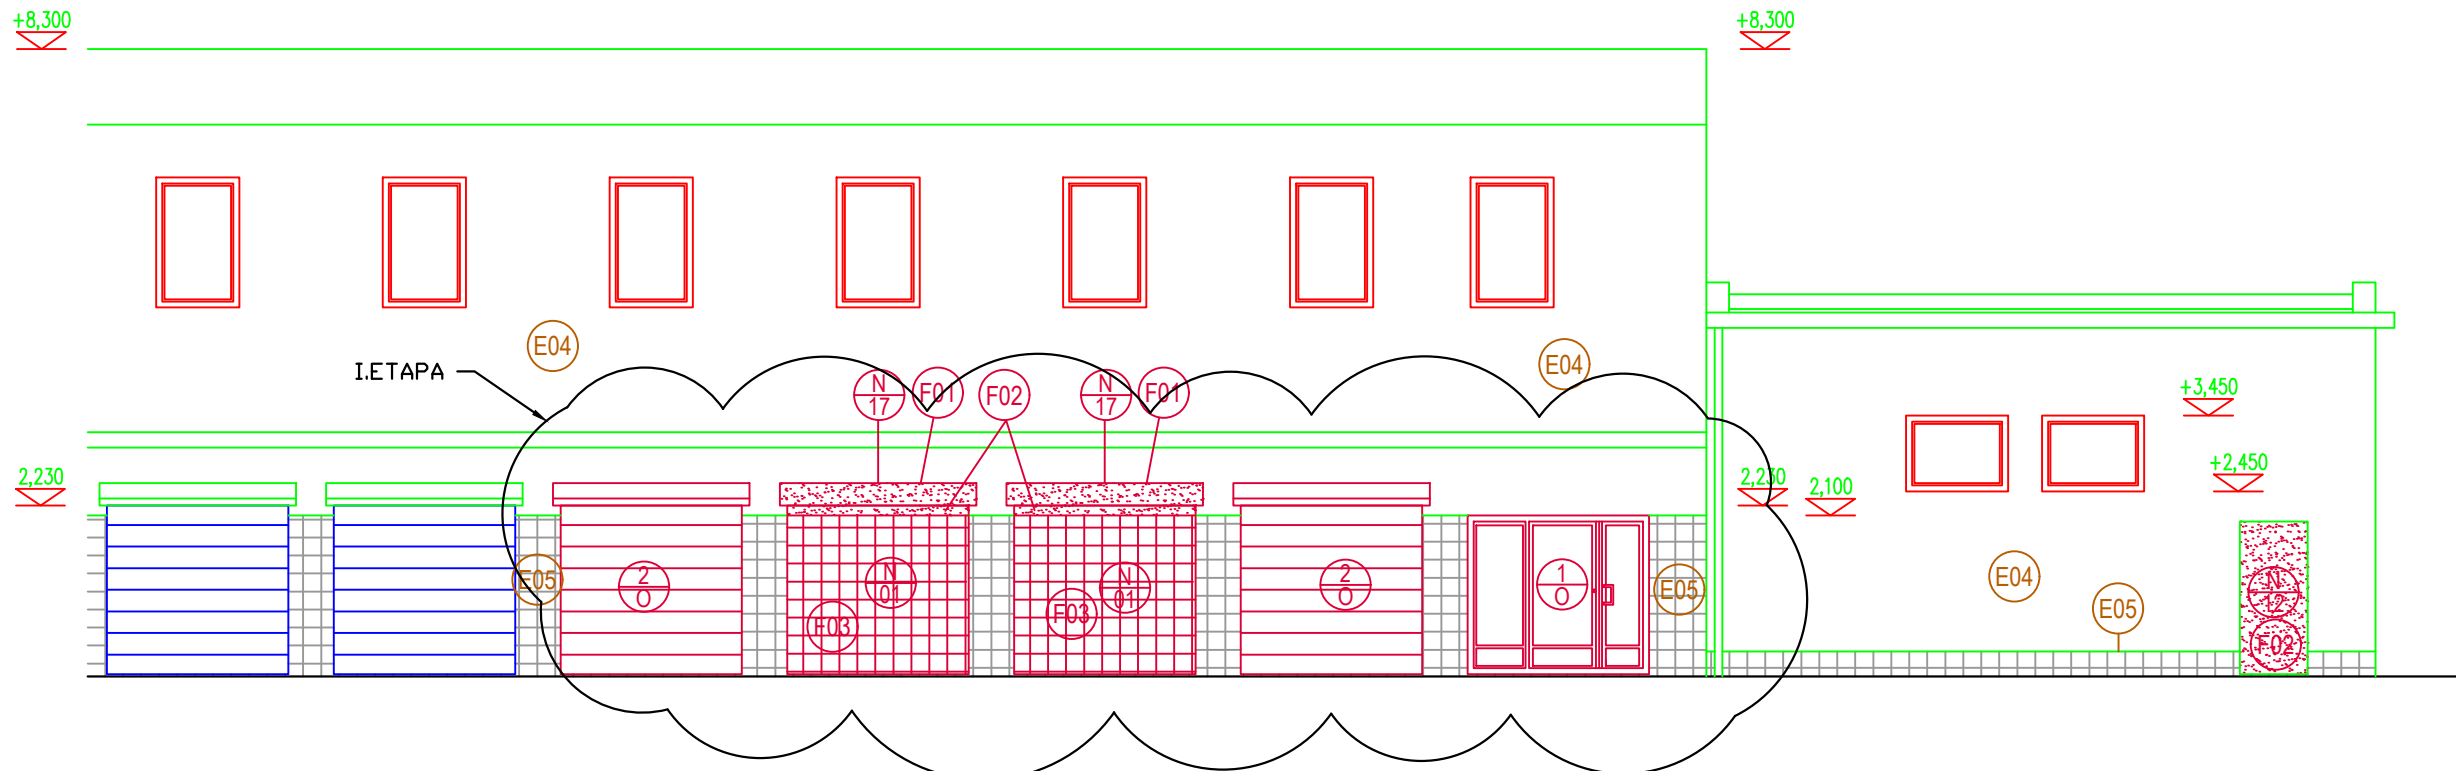 +8,300
+8,300
E04
E04
I.ETAPA
N
17
F01
F02
N
17
F01
+3,450
2,230
2,230
2,100
+2,450
E05
2
O
N
01
F03
N
01
F03
2
O
1
O
E05
E04
E05
N
12
F02